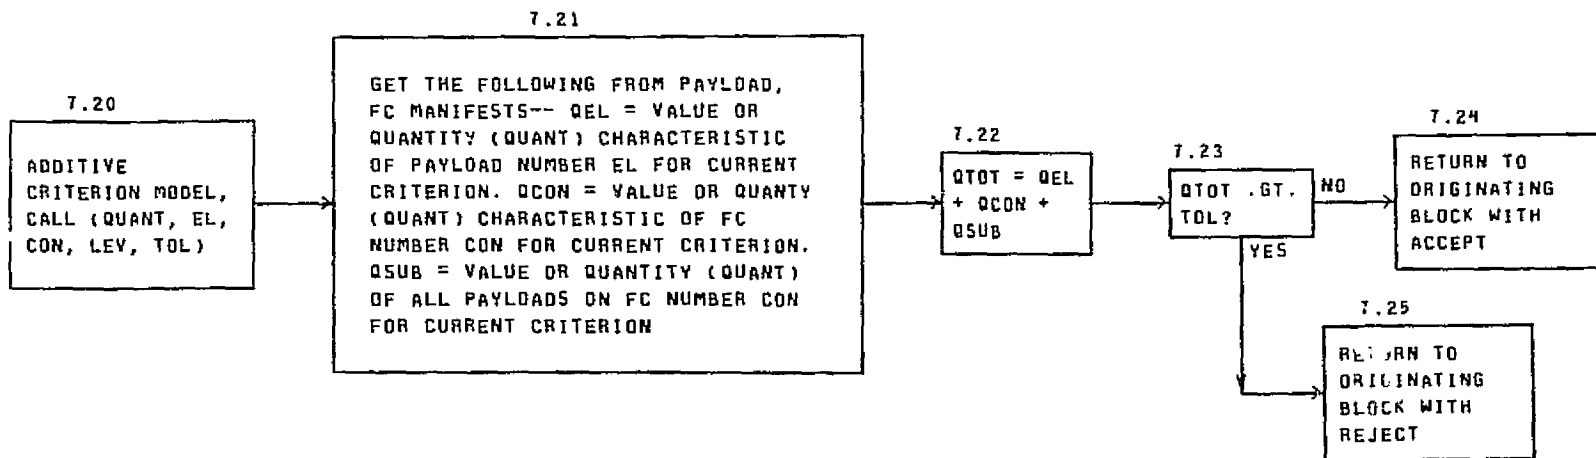 7.20
ADDITIVE
CRITERION MODEL,
CALL (QUANT, EL,
CON, LEV, TOL)
7.21
GET THE FOLLOWING FROM PAYLOAD,
FC MANIFESTS-- QEL = VALUE OR
QUANTITY (QUANT) CHARACTERISTIC
OF PAYLOAD NUMBER EL FOR CURRENT
CRITERION. QCON = VALUE OR QUANTY
(QUANT) CHARACTERISTIC OF FC
NUMBER CON FOR CURRENT CRITERION.
QSUB = VALUE OR QUANTITY (QUANT)
OF ALL PAYLOADS ON FC NUMBER CON
FOR CURRENT CRITERION
7.22
QTOT = QEL
+ QCON +
QSUB
7.23
QTOT .GT.
TOL?
NO
YES
7.24
RETURN TO
ORIGINATING
BLOCK WITH
ACCEPT
7.25
RETURN TO
ORIGINATING
BLOCK WITH
REJECT